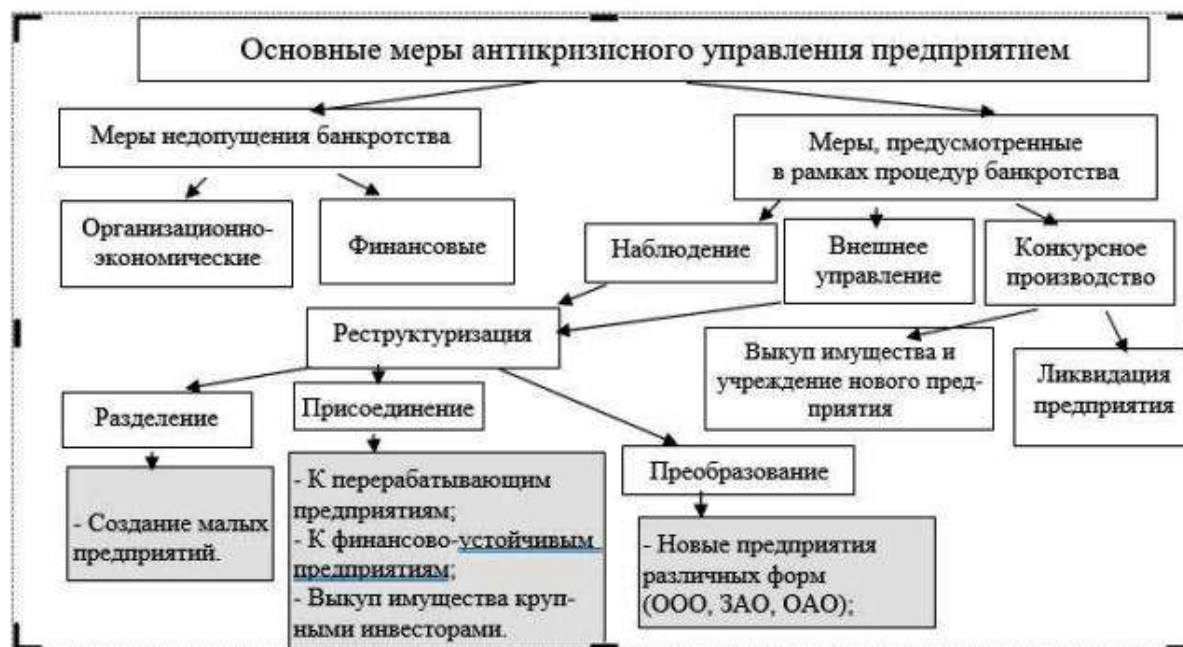 Основные меры антикризисного управления предприятием
Меры недопущения банкротства
Меры, предусмотренные
в рамках процедур банкротства
Организационно-
экономические
Финансовые
Наблюдение
Внешнее
управление
Конкурсное
производство
Реструктуризация
Выкуп имущества и
учреждение нового пред-
приятия
Ликвидация
предприятия
Разделение
Присоединение
Преобразование
- Создание малых
предприятий.
- К перерабатывающим
предприятиям;
- К финансово-устойчивым
предприятиям;
- Выкуп имущества круп-
ными инвесторами.
- Новые предприятия
различных форм
(ООО, ЗАО, ОАО);